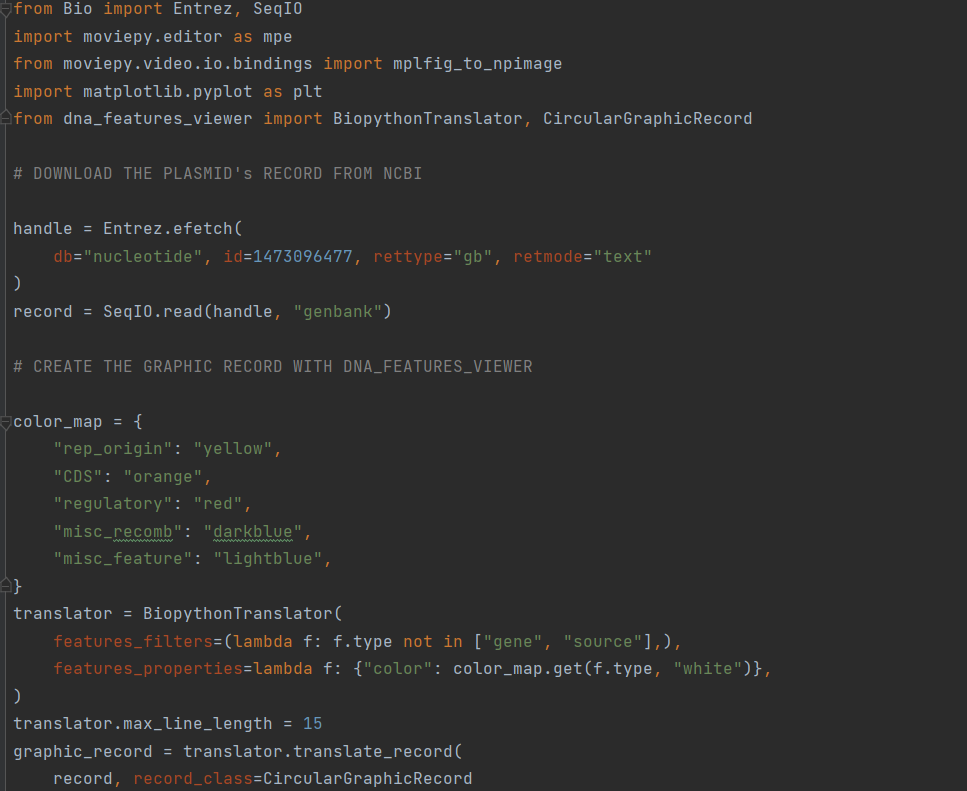 from Bio import Entrez, SeqIO
import moviepy.editor as mpe
from moviepy.video.io.bindings import mplfig_to_npimage
import matplotlib.pyplot as plt
from dna_features_viewer import BiopythonTranslator, CircularGraphicRecord

# DOWNLOAD THE PLASMID's RECORD FROM NCBI

handle = Entrez.efetch(
    db="nucleotide", id=1473096477, rettype="gb", retmode="text"
)
record = SeqIO.read(handle, "genbank")

# CREATE THE GRAPHIC RECORD WITH DNA_FEATURES_VIEWER

color_map = {
    "rep_origin": "yellow",
    "CDS": "orange",
    "regulatory": "red",
    "misc_recomb": "darkblue",
    "misc_feature": "lightblue",
}
translator = BiopythonTranslator(
    features_filters=(lambda f: f.type not in ["gene", "source"],),
    features_properties=lambda f: {"color": color_map.get(f.type, "white")},
)
translator.max_line_length = 15
graphic_record = translator.translate_record(
    record, record_class=CircularGraphicRecord